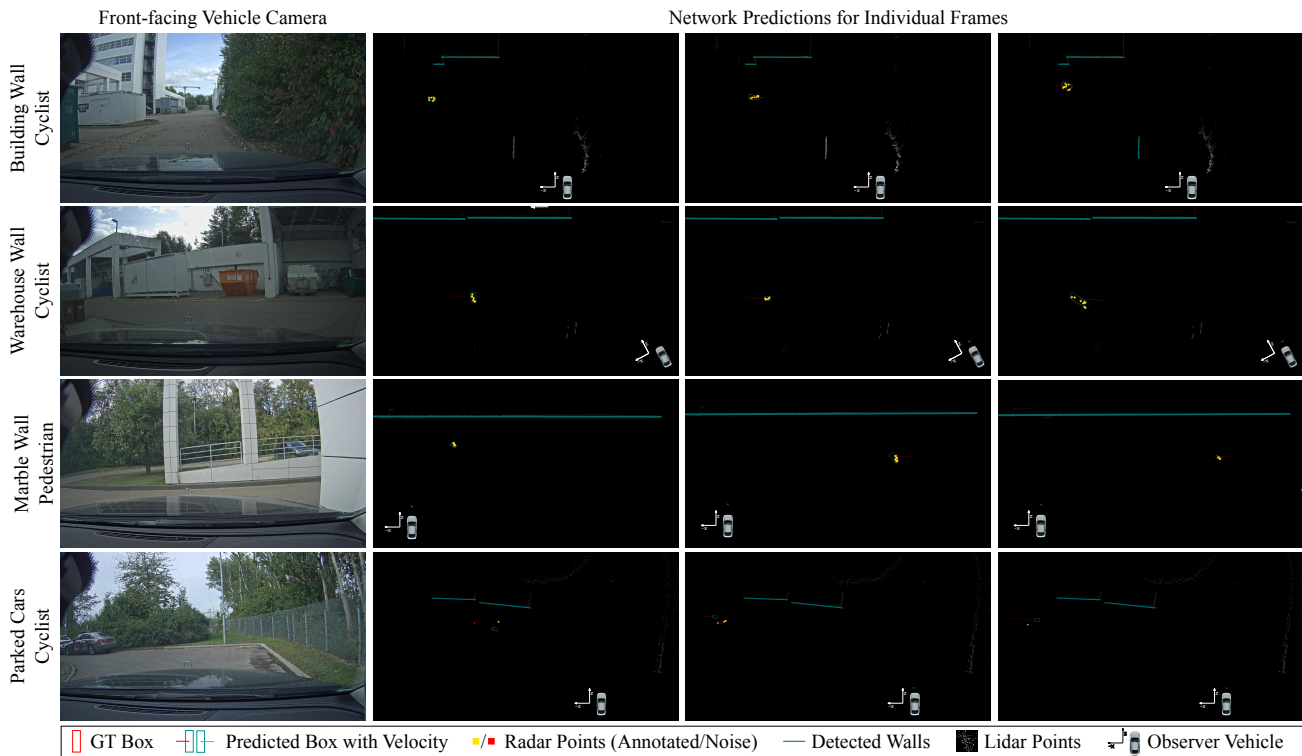 Front-facing Vehicle Camera
Network Predictions for Individual Frames
Building Wall
Cyclist
Warehouse Wall
Cyclist
Marble Wall
Pedestrian
Parked Cars
Cyclist
GT Box
Predicted Box with Velocity
Radar Points (Annotated/Noise)
Detected Walls
Lidar Points
Observer Vehicle